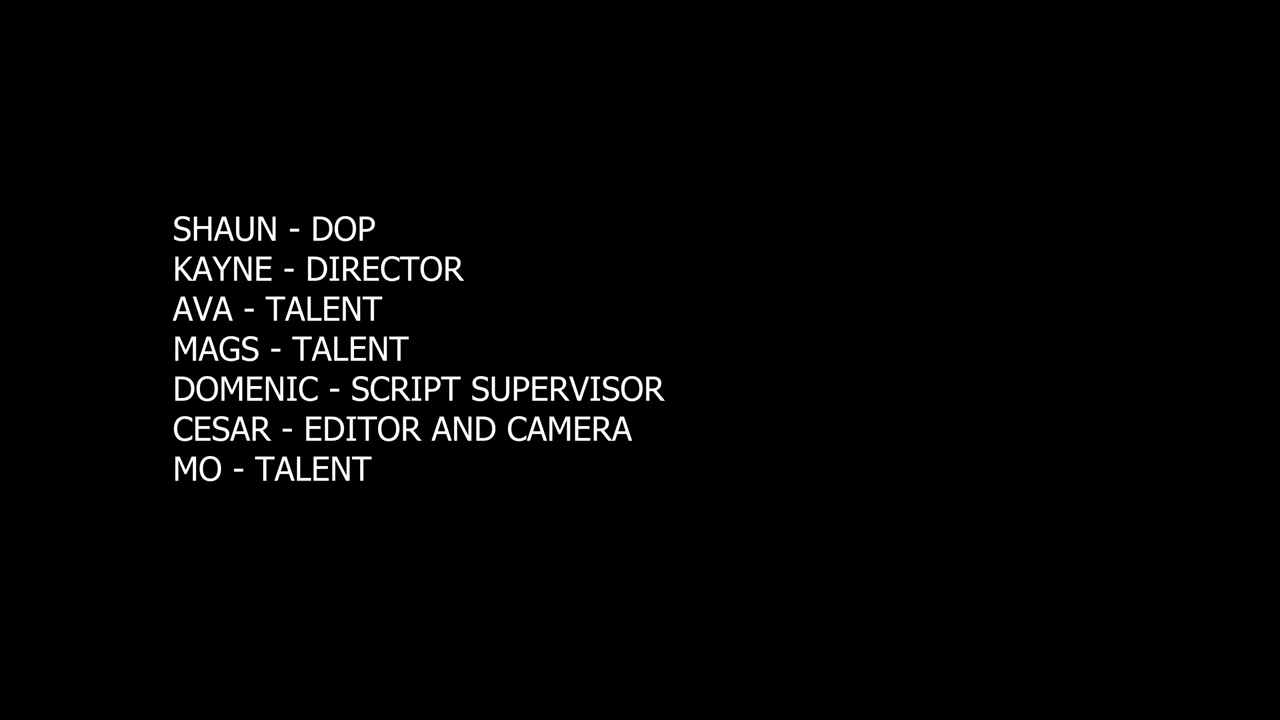 SHAUN - DOP
KAYNE - DIRECTOR
AVA - TALENT
MAGS - TALENT
DOMENIC - SCRIPT SUPERVISOR
CESAR - EDITOR AND CAMERA
MO - TALENT